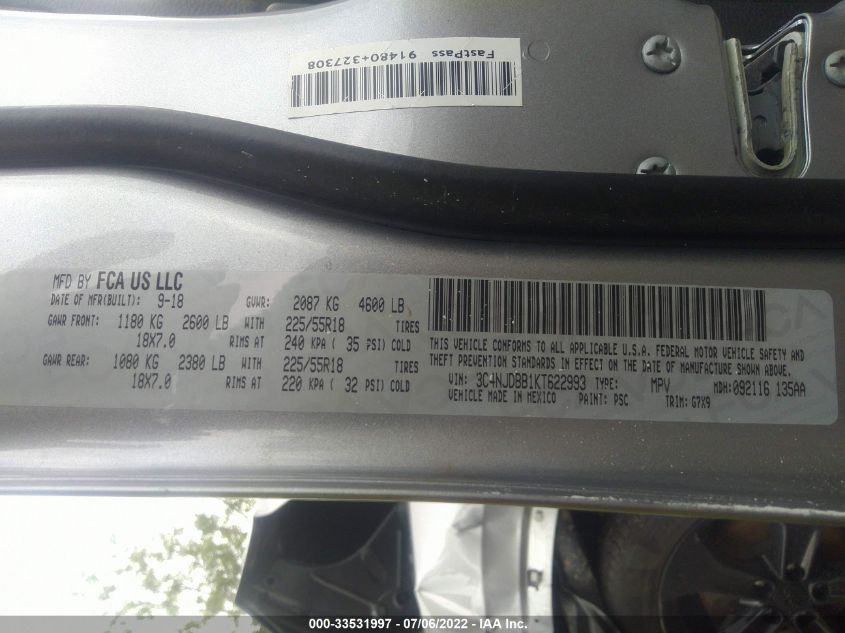 FastPass 91480+327308
MFD BY FCA US LLC
DATE OF MFR(BUILT): 9-18 GVWR: 2087 KG 4600 LB
GAWR FRONT: 1180 KG 2600 LB WITH 225/55R18 TIRES
18X7.0 RIMS AT 240 KPA ( 35 PSI) COLD
GAWR REAR: 1080 KG 2380 LB WITH 225/55R18 TIRES
18X7.0 RIMS AT 220 KPA ( 32 PSI) COLD
THIS VEHICLE CONFORMS TO ALL APPLICABLE U.S.A. FEDERAL MOTOR VEHICLE SAFETY AND
THEFT PREVENTION STANDARDS IN EFFECT ON THE DATE OF MANUFACTURE SHOWN ABOVE.
VIN: 3C4NJDBB1KT622993 TYPE: MPV MDH:092116 135AA
VEHICLE MADE IN MEXICO PAINT: PSC TRIM: G7X9
000-33531997 - 07/06/2022 - IAA Inc.